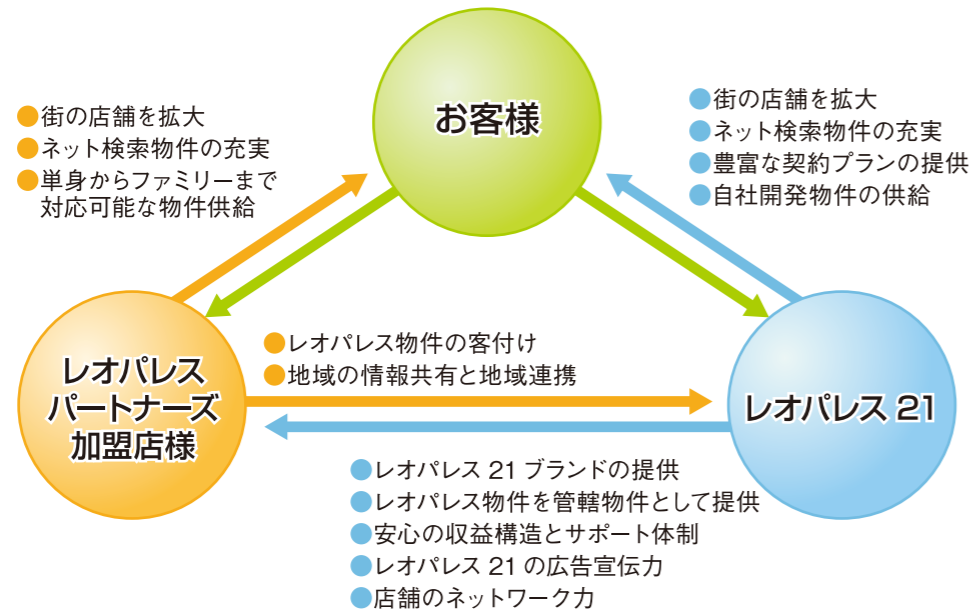 お客様
●街の店舗を拡大
●ネット検索物件の充実
●単身からファミリーまで
対応可能な物件供給
●街の店舗を拡大
●ネット検索物件の充実
●豊富な契約プランの提供
●自社開発物件の供給
レオパレス
パートナーズ
加盟店様
●レオパレス物件の客付け
●地域の情報共有と地域連携
レオパレス 21
●レオパレス 21 ブランドの提供
●レオパレス物件を管轄物件として提供
●安心の収益構造とサポート体制
●レオパレス 21 の広告宣伝力
●店舗のネットワーク力